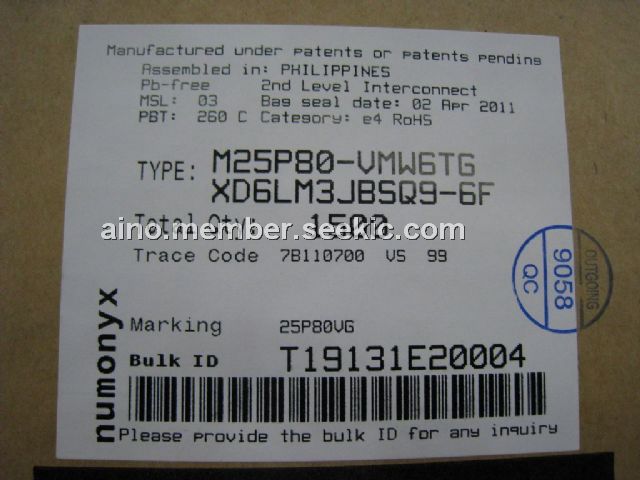 Manufactured under patents or patents pending
Assembled in: PHILIPPINES
Pb-free 2nd Level Interconnect
MSL: 03 Bag seal date: 02 Apr 2011
PBT: 260 C Category: e4 RoHS
TYPE: M25P80-VMW6TG
XD6LM3JBSQ9-6F
Total Qty: 1500
aino.member.seekic.com
Trace Code 7B110700 VS 99
OUTGOING
9058
QC
numonyx
Marking 25P80VG
Bulk ID T19131E20004
Please provide the bulk ID for any inquiry